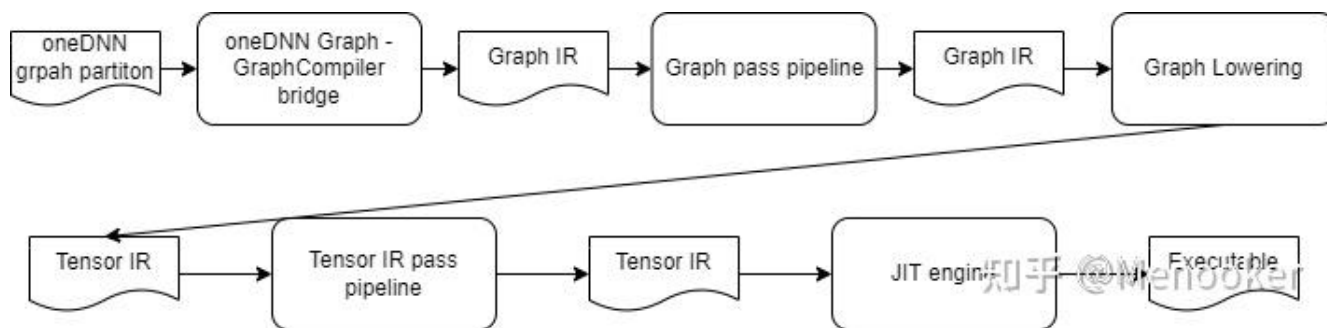 oneDNN
grpah partiton
oneDNN Graph -
GraphCompiler
bridge
Graph IR
Graph pass pipeline
Graph IR
Graph Lowering
Tensor IR
Tensor IR pass
pipeline
Tensor IR
JIT engine
Executable
知乎 @Menooker